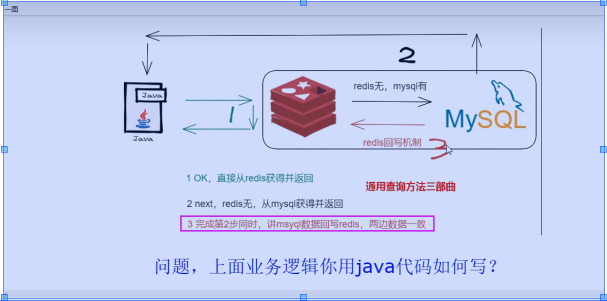 一图
2
redis无，mysql有
Java
1
MySQL
Java
redis回写机制
3
1 OK，直接从redis获得并返回
通用查询方法三部曲
2 next，redis无，从mysql获得并返回
3 完成第2步同时，讲msyql数据回写redis，两边数据一致
问题，上面业务逻辑你用java代码如何写？